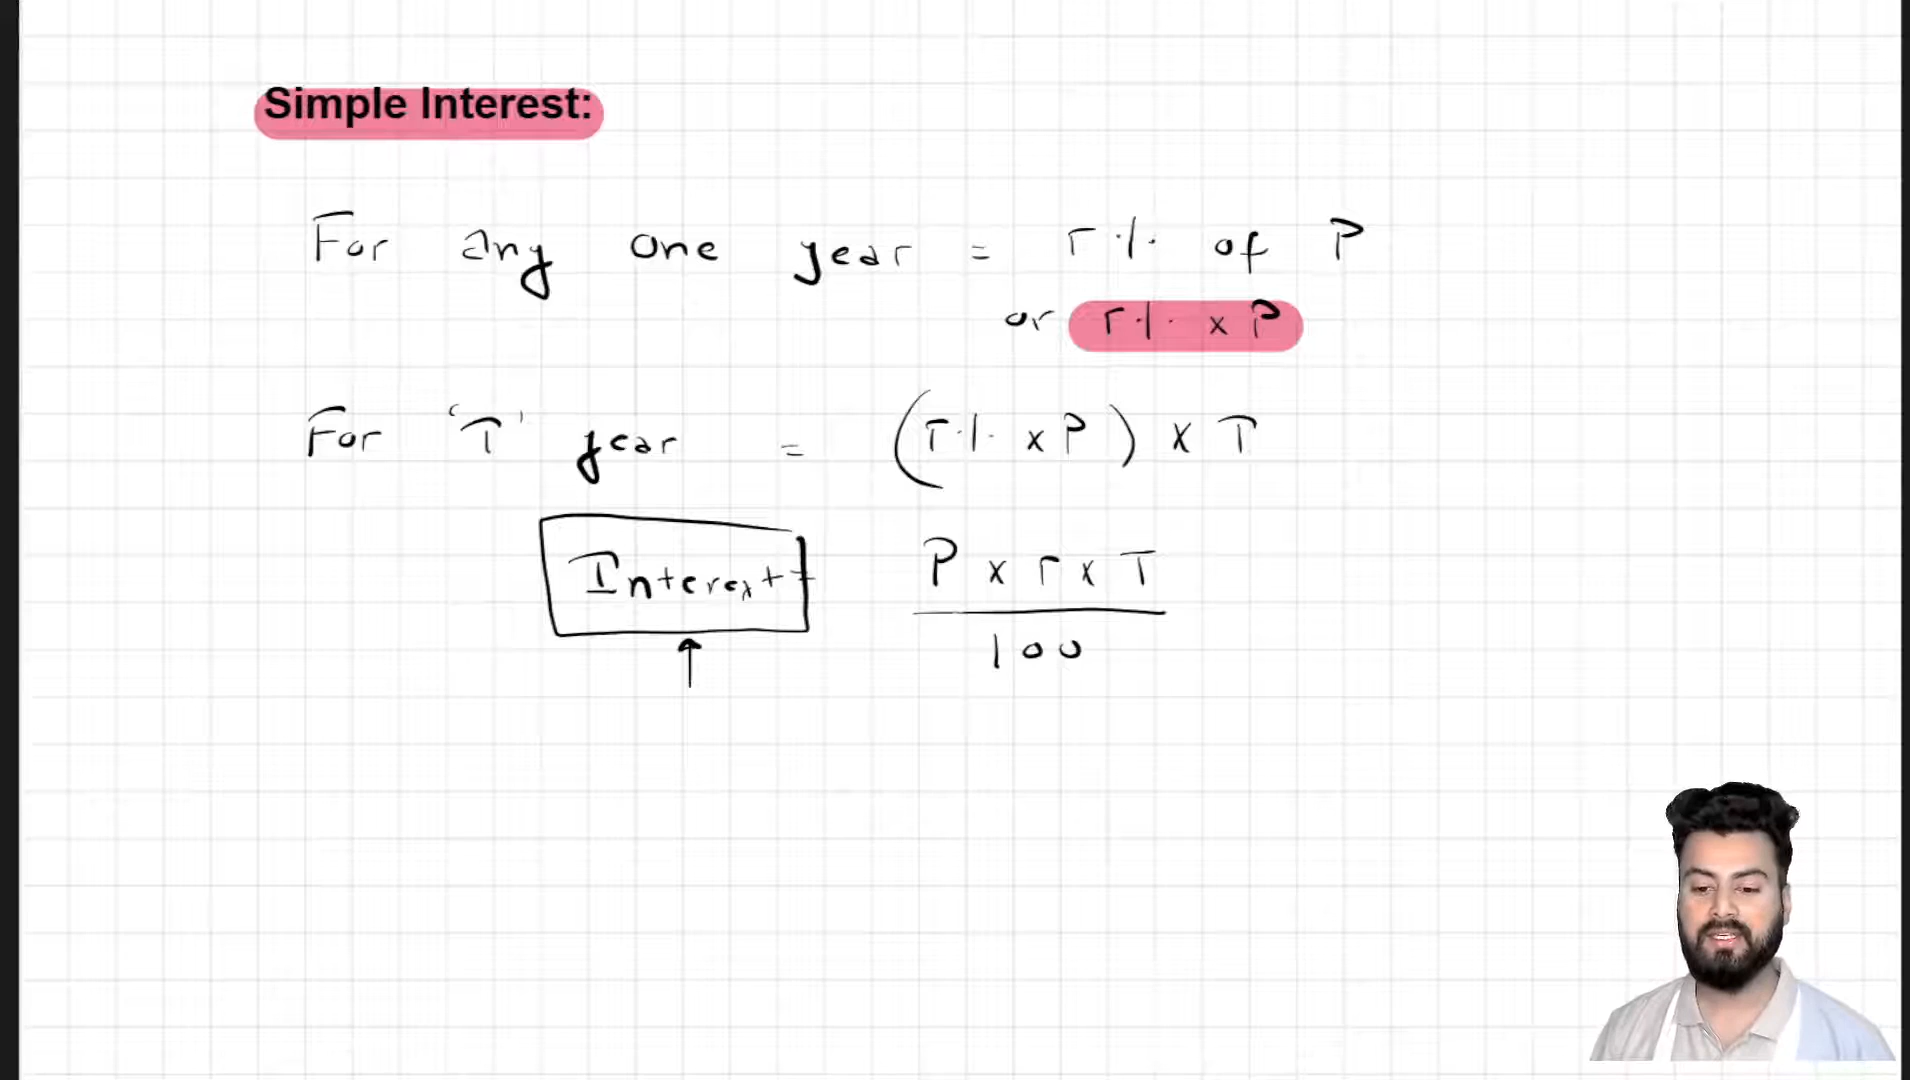 Simple Interest:
For any one year = r% of P
or r% x P
For 'T' year = (r% x P) x T
Interest = P x r x T
100